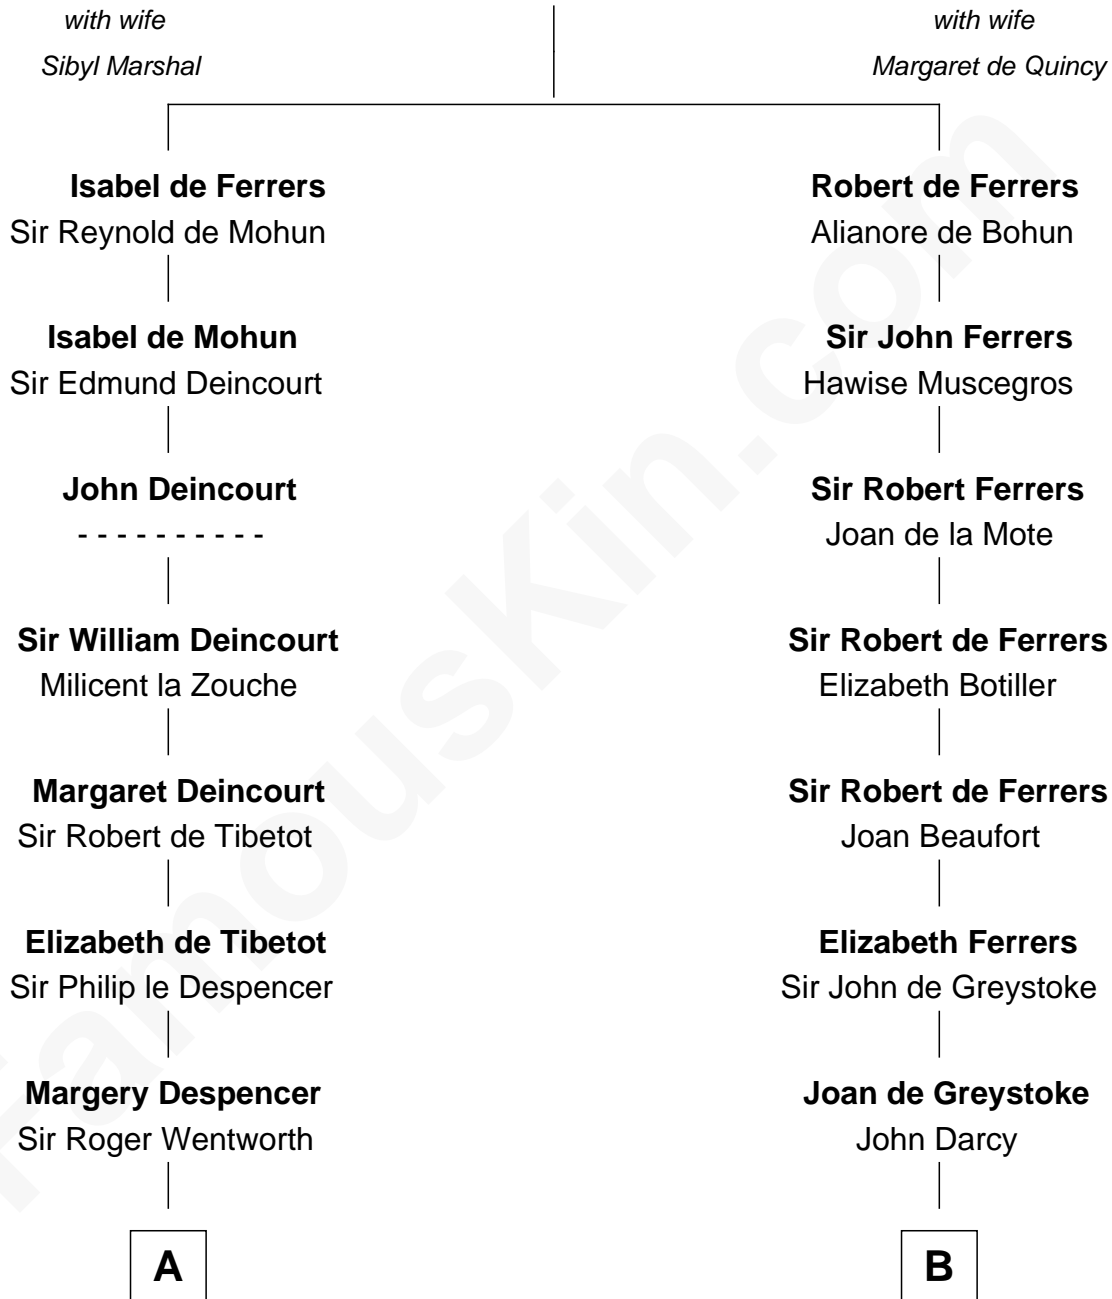 with wife
Sibyl Marshal
with wife
Margaret de Quincy
Isabel de Ferrers
Sir Reynold de Mohun
Robert de Ferrers
Alianore de Bohun
Isabel de Mohun
Sir Edmund Deincourt
Sir John Ferrers
Hawise Muscegros
John Deincourt
- - - - - - - - - -
Sir Robert Ferrers
Joan de la Mote
Sir William Deincourt
Milicent la Zouche
Sir Robert de Ferrers
Elizabeth Botiller
Margaret Deincourt
Sir Robert de Tibetot
Sir Robert de Ferrers
Joan Beaufort
Elizabeth de Tibetot
Sir Philip le Despencer
Elizabeth Ferrers
Sir John de Greystoke
Margery Despencer
Sir Roger Wentworth
Joan de Greystoke
John Darcy
A
B
FamousKin.com